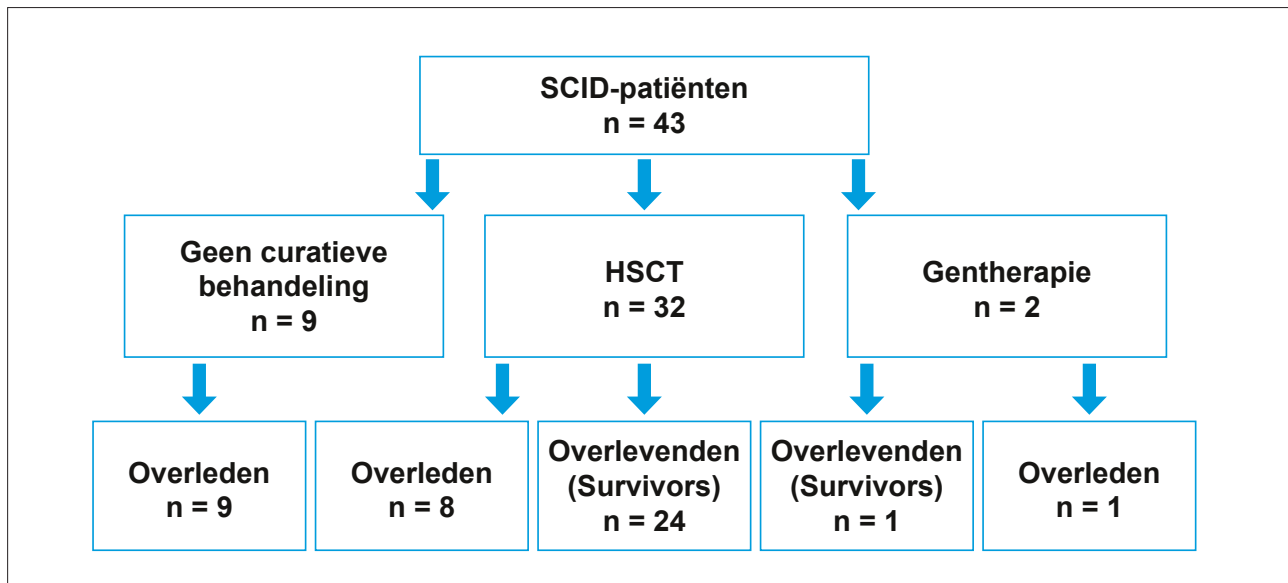 SCID-patiënten
n = 43
Geen curatieve
behandeling
n = 9
HSCT
n = 32
Gentherapie
n = 2
Overleden
n = 9
Overleden
n = 8
Overlevenden
(Survivors)
n = 24
Overlevenden
(Survivors)
n = 1
Overleden
n = 1